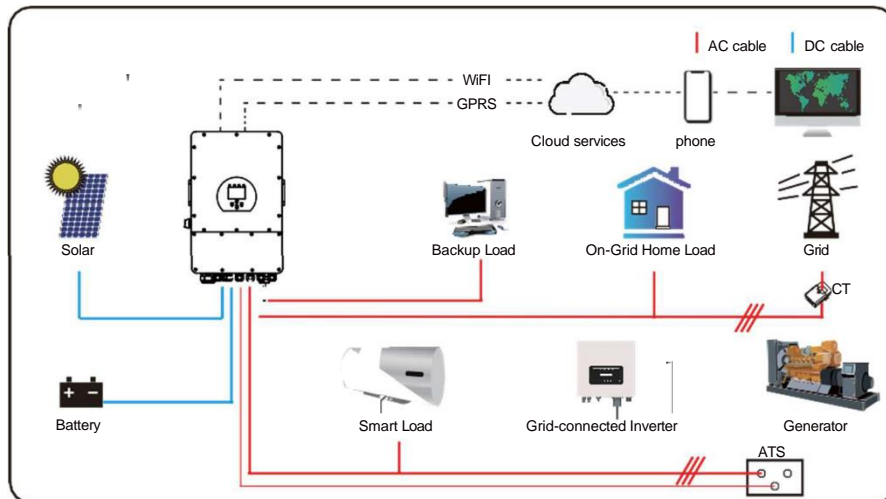 AC cable
DC cable
WiFI
GPRS
Cloud services
phone
Solar
Backup Load
On-Grid Home Load
Grid
CT
Battery
Smart Load
Grid-connected Inverter
Generator
ATS